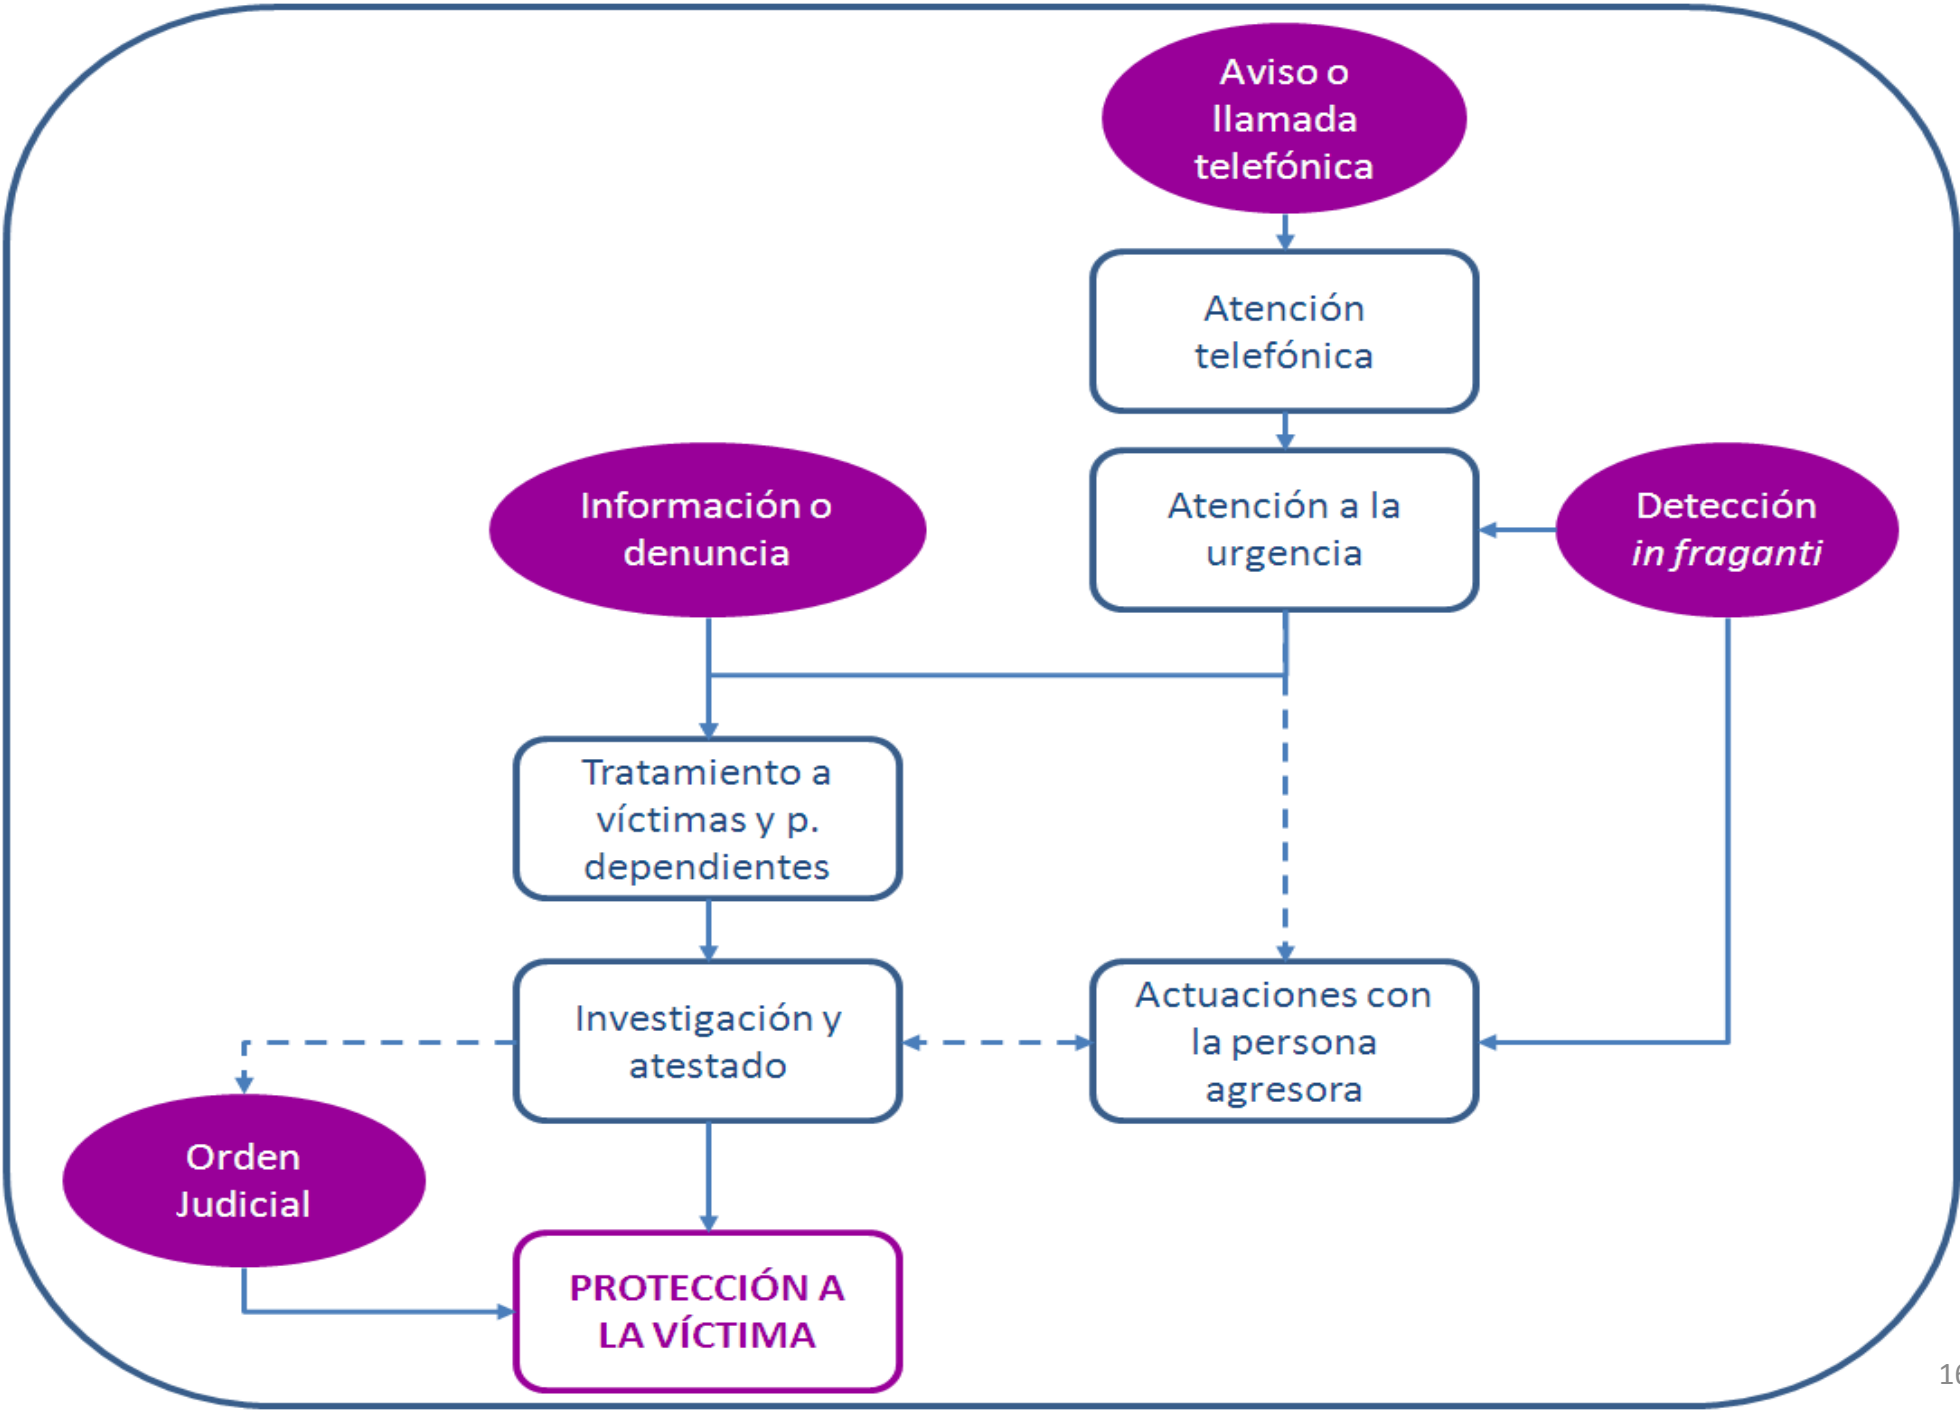 Aviso o
llamada
telefónica
Atención
telefónica
Información o
denuncia
Atención a la
urgencia
Detección
in fraganti
Tratamiento a
víctimas y p.
dependientes
Investigación y
atestado
Actuaciones con
la persona
agresora
Orden
Judicial
PROTECCIÓN A
LA VÍCTIMA
16